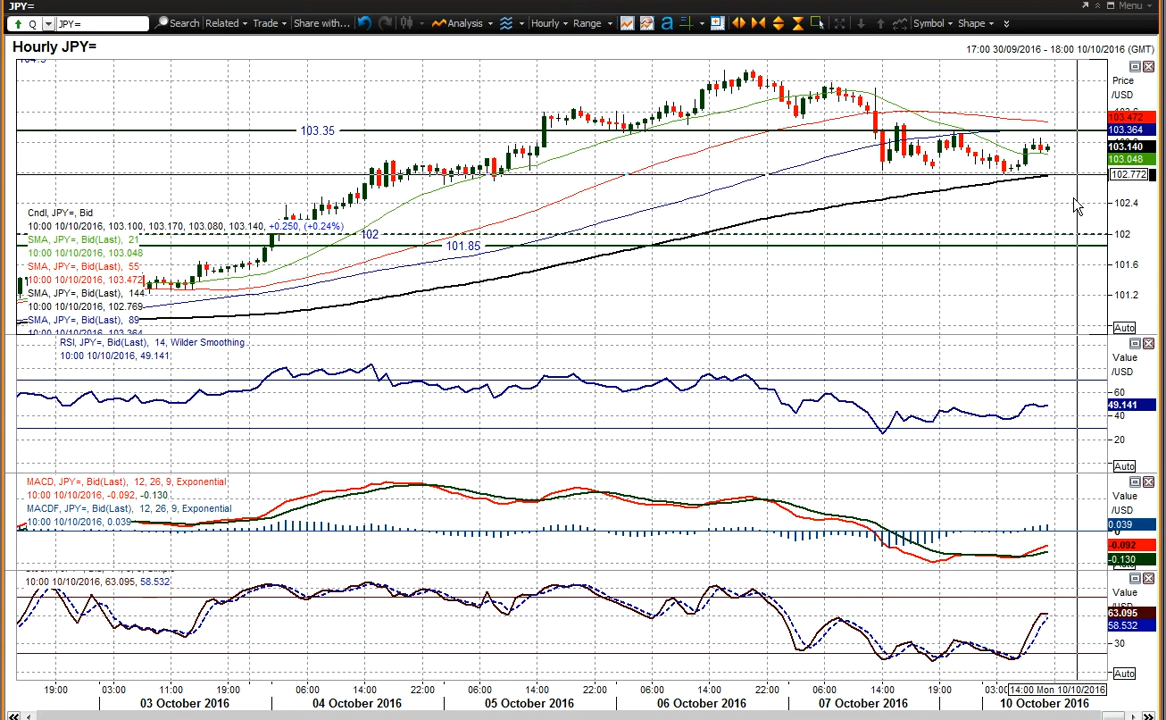 JPY=
Menu
Q JPY= Search Related Trade Share with... Analysis Hourly Range a Symbol Shape
Hourly JPY=
17:00 30/09/2016 - 18:00 10/10/2016 (GMT)
Price
/USD
103.472
103.35
103.364
103.140
103.048
102.772
102.4
102
102
101.85
101.6
101.2
Auto
Cndl, JPY=, Bid
10:00 10/10/2016, 103.100, 103.170, 103.080, 103.140, +0.250, (+0.24%)
SMA, JPY=, Bid(Last), 21
10:00 10/10/2016, 103.048
SMA, JPY=, Bid(Last), 55
10:00 10/10/2016, 103.472
SMA, JPY=, Bid(Last), 144
10:00 10/10/2016, 102.769
SMA, JPY=, Bid(Last), 89
10:00 10/10/2016, 103.364
RSI, JPY=, Bid(Last), 14, Wilder Smoothing
10:00 10/10/2016, 49.141
Value
/USD
60
49.141
40
20
Auto
MACD, JPY=, Bid(Last), 12, 26, 9, Exponential
10:00 10/10/2016, -0.092, -0.130
MACDF, JPY=, Bid(Last), 12, 26, 9, Exponential
10:00 10/10/2016, 0.039
Value
/USD
0.039
-0.092
-0.130
10:00 10/10/2016, 63.095, 58.532
Value
63.095
58.532
30
Auto
19:00 03:00 11:00 19:00 06:00 14:00 22:00 06:00 14:00 22:00 06:00 14:00 22:00 06:00 14:00 19:00 03:00 14:00 Mon 10/10/2016
03 October 2016 04 October 2016 05 October 2016 06 October 2016 07 October 2016 10 October 2016